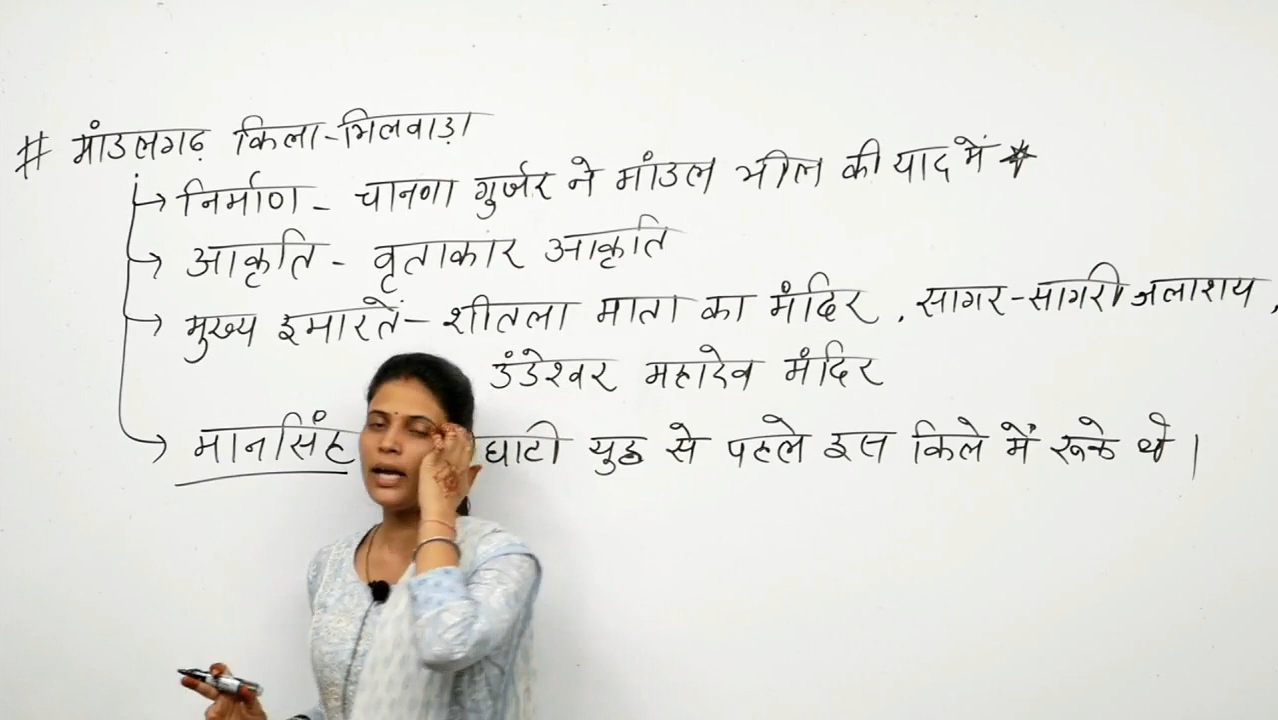 # मांडलगढ़ किला-भिलवाड़ा
→ निर्माण - चानणा गुर्जर ने मांडल भील की याद में ★
→ आकृति - वृताकार आकृति
→ मुख्य इमारतें - शीतला माता का मंदिर , सागर-सागरी जलाशय ,
उंडेश्वर महादेव मंदिर
→ मानसिंह घाटी युद्ध से पहले इस किले में रूके थे ।